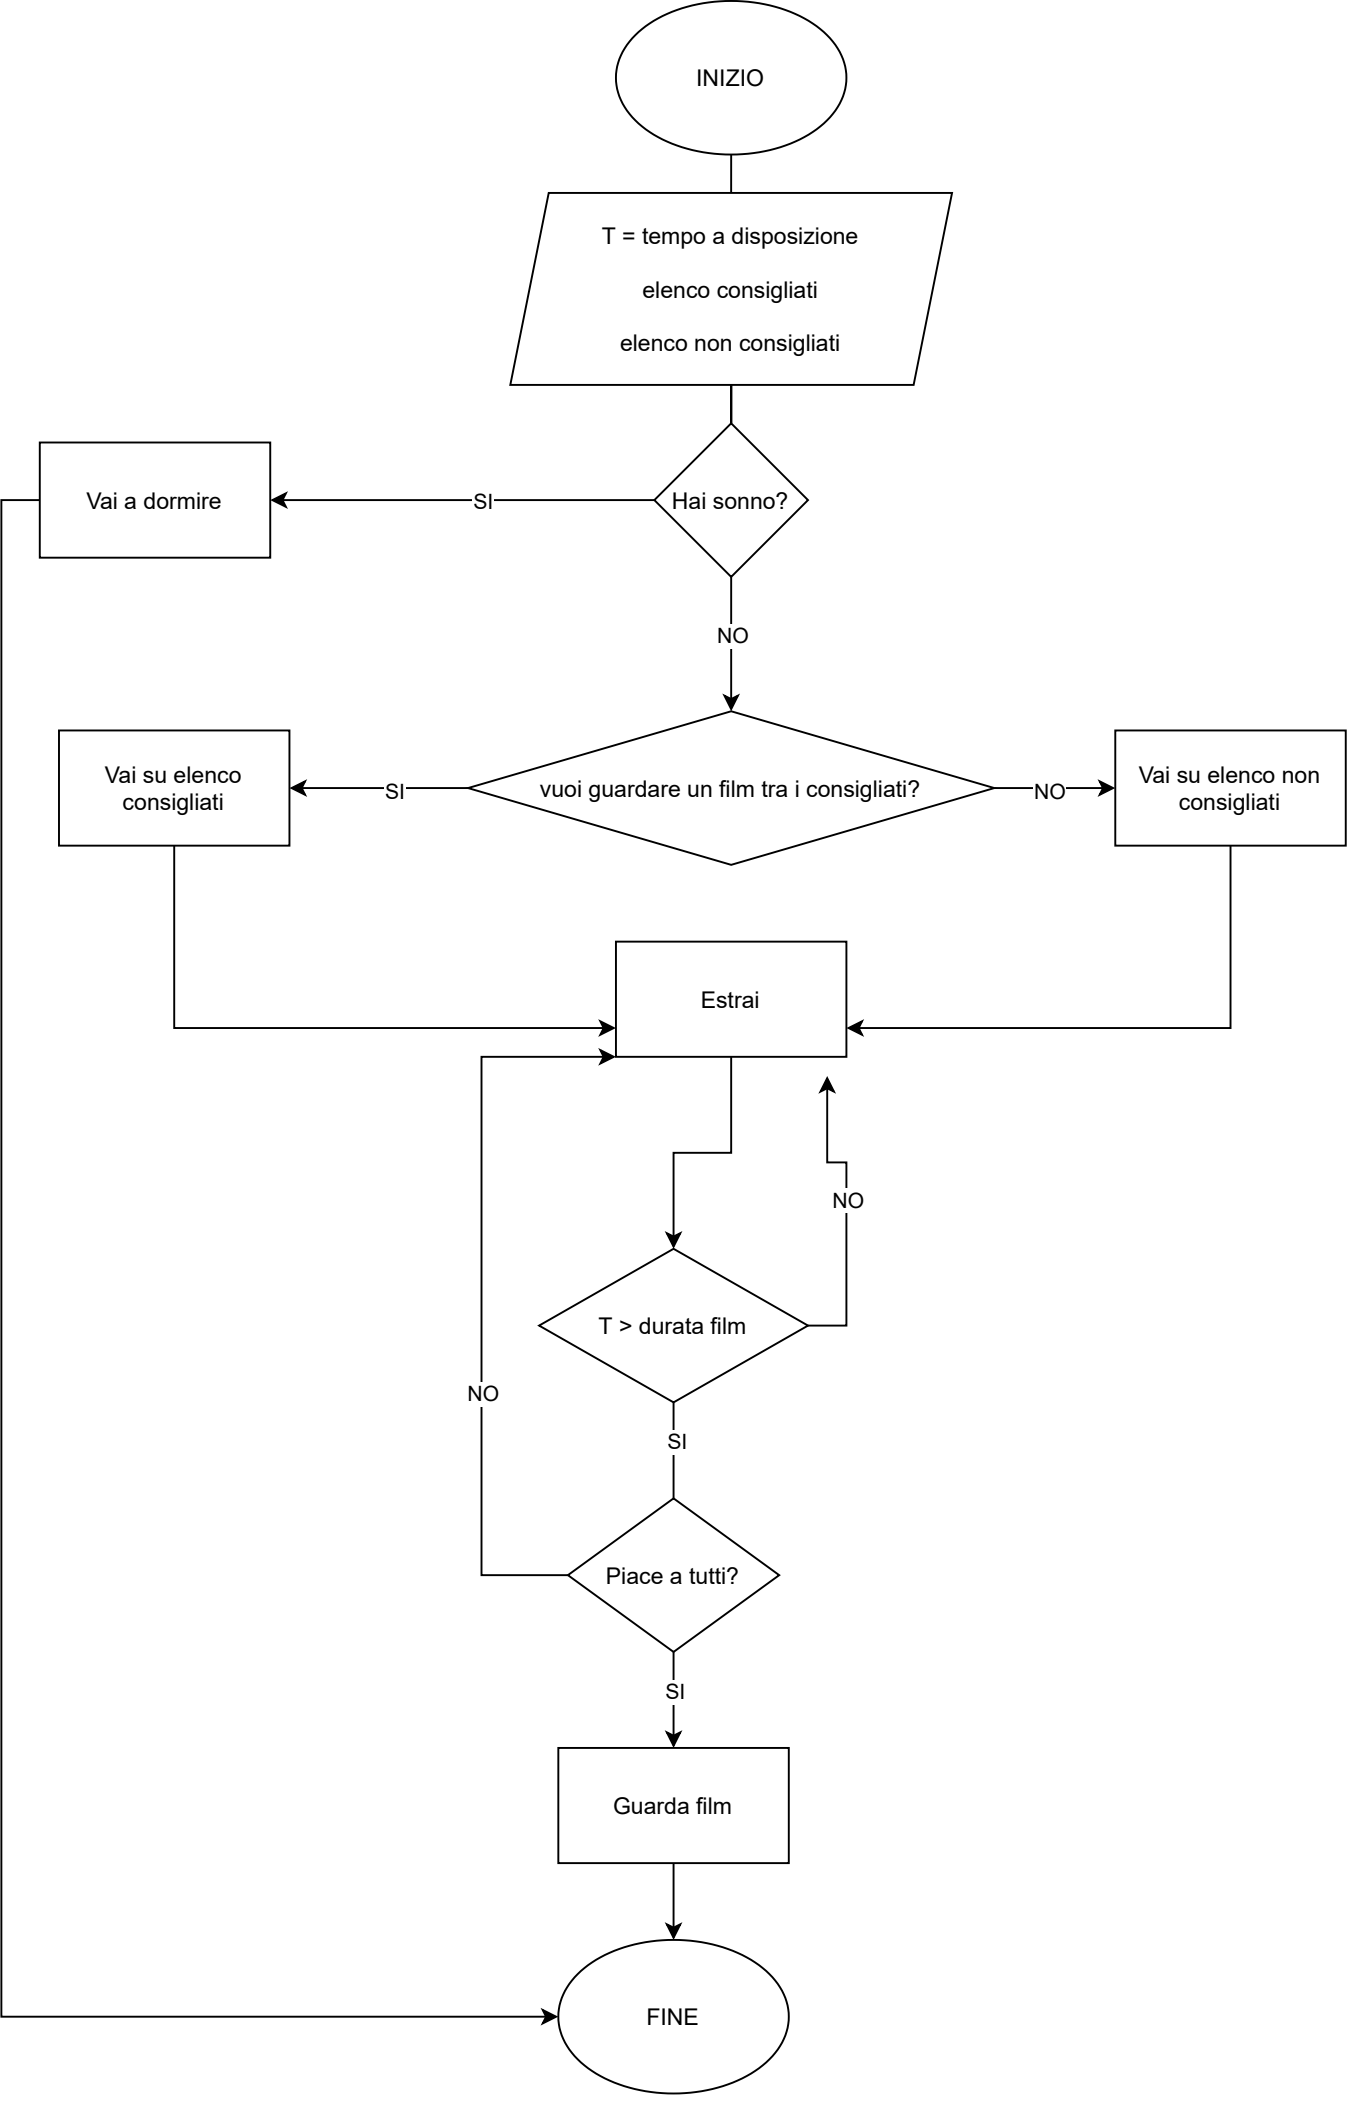 INIZIO
T = tempo a disposizione
elenco consigliati
elenco non consigliati
Hai sonno?
SI
Vai a dormire
NO
vuoi guardare un film tra i consigliati?
SI
Vai su elenco
consigliati
NO
Vai su elenco non
consigliati
Estrai
NO
T > durata film
NO
SI
Piace a tutti?
SI
Guarda film
FINE